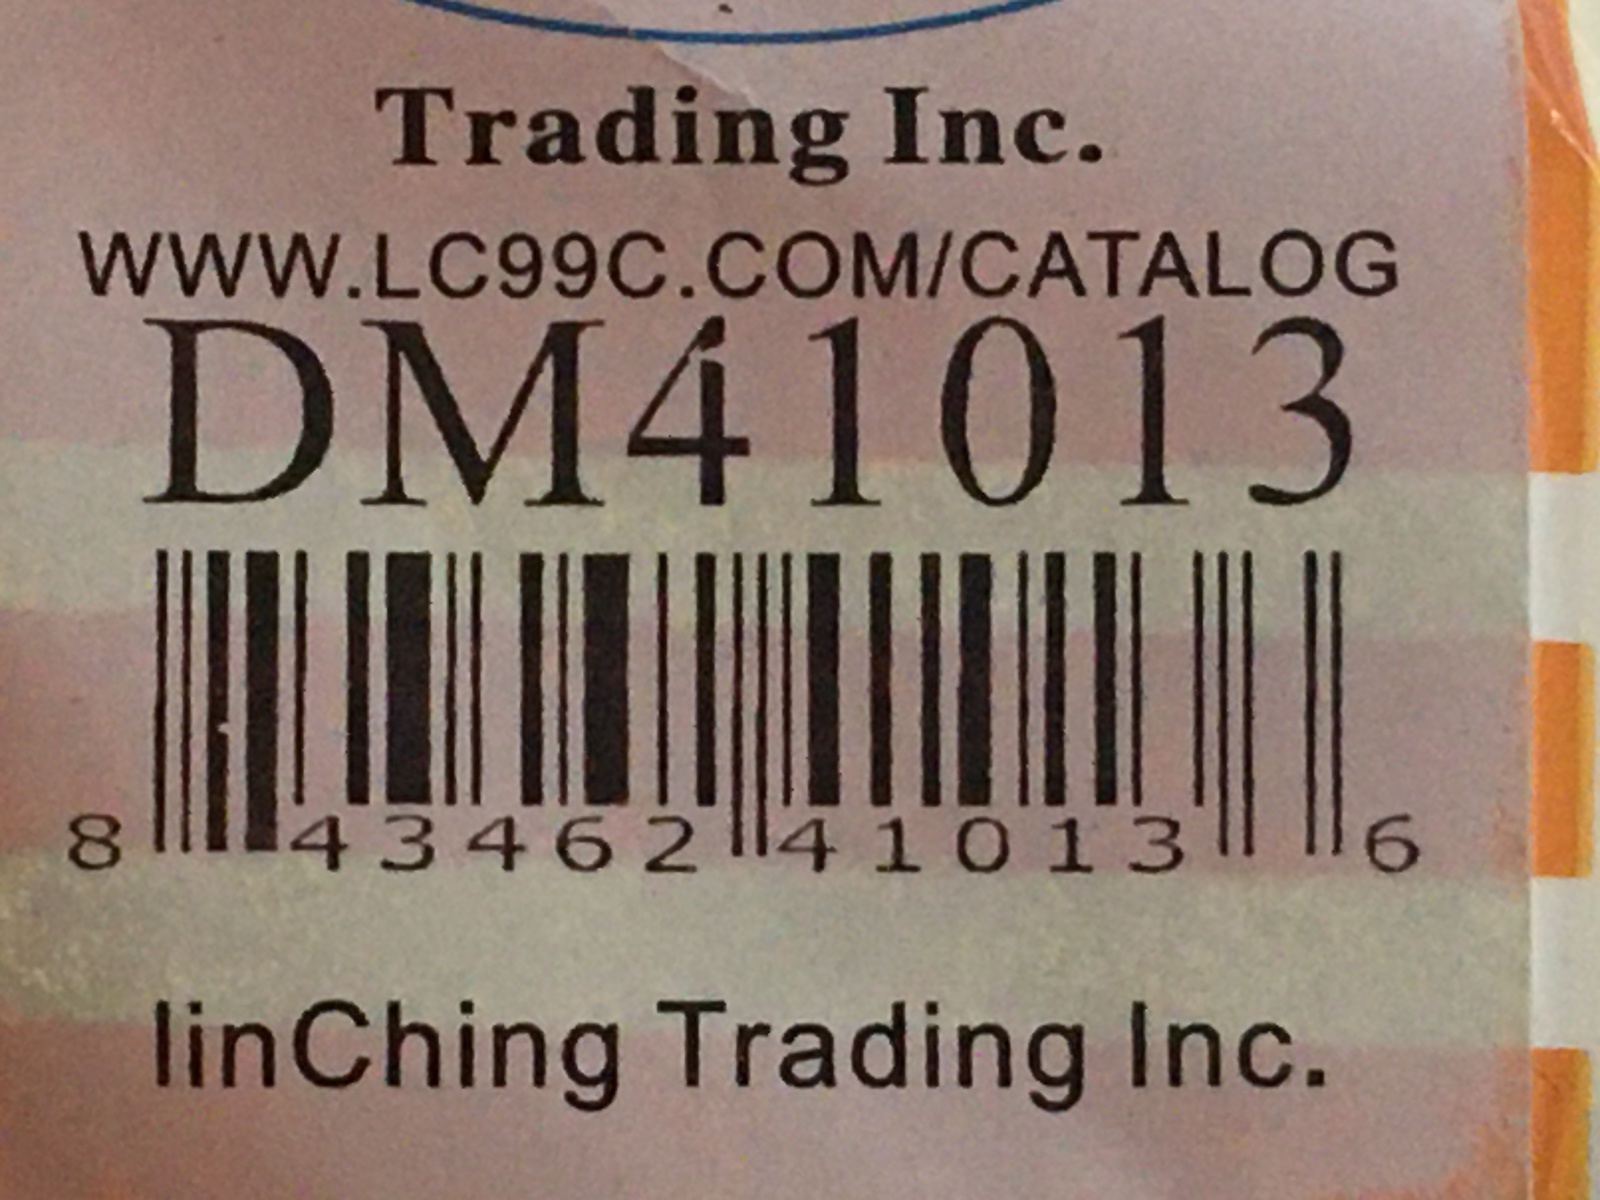 Trading Inc.
WWW.LC99C.COM/CATALOG
DM41013
8 43462 41013 6
linChing Trading Inc.